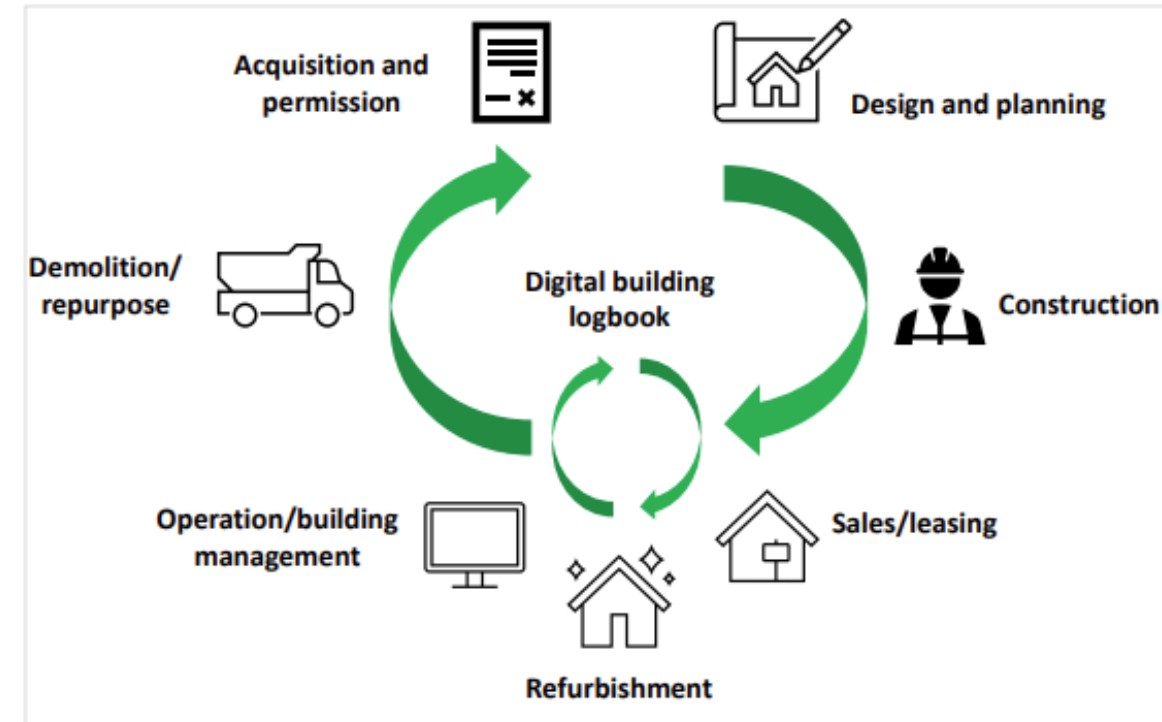 Acquisition and
permission
Design and planning
Demolition/
repurpose
Digital building
logbook
Construction
Operation/building
management
Sales/leasing
Refurbishment